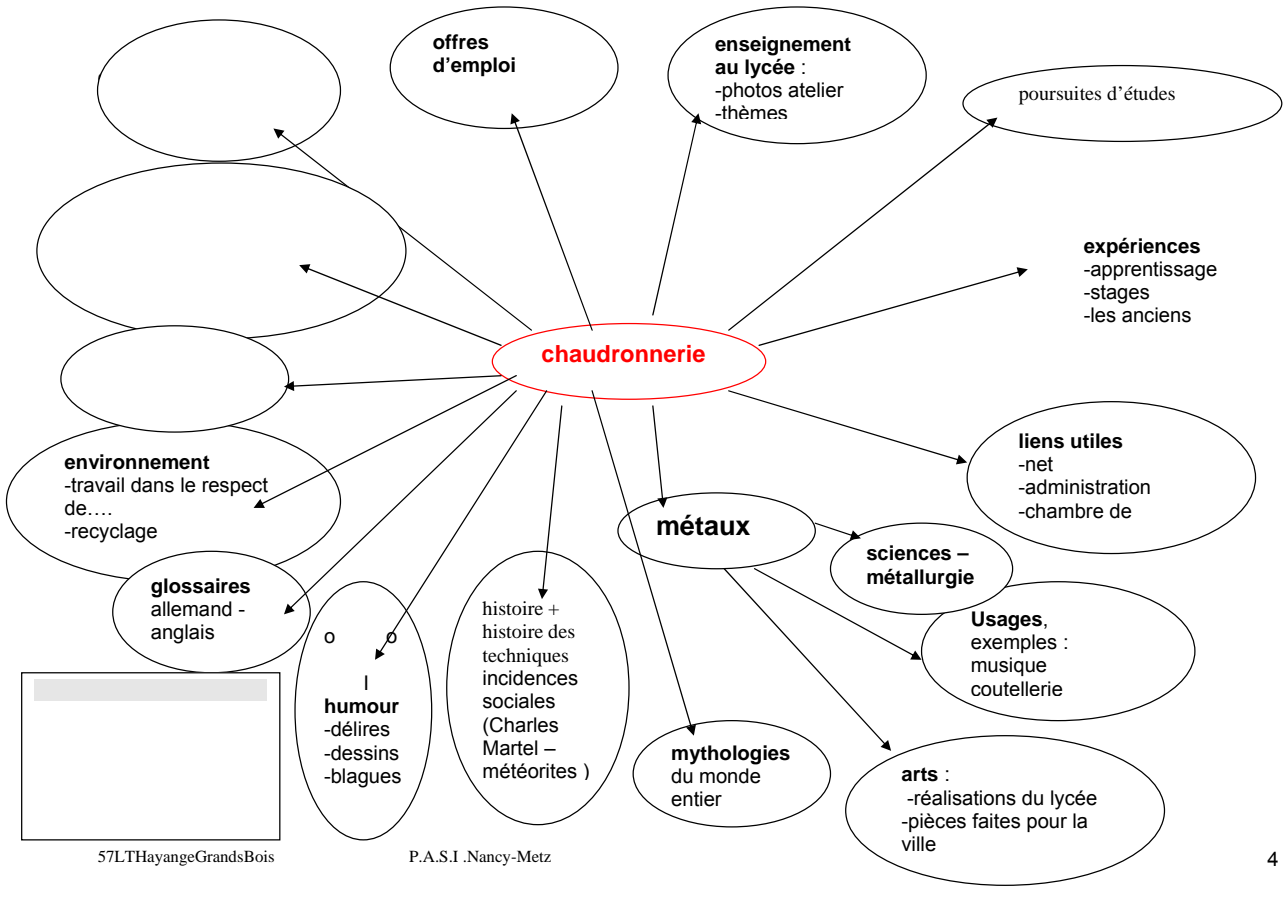 offres
d'emploi
enseignement
au lycée :
-photos atelier
-thèmes
poursuites d'études
expériences
-apprentissage
-stages
-les anciens
chaudronnerie
liens utiles
-net
-administration
-chambre de
environnement
-travail dans le respect
de….
-recyclage
métaux
sciences –
métallurgie
glossaires
allemand -
anglais
Usages,
exemples :
musique
coutellerie
o o
I
humour
-délires
-dessins
-blagues
histoire +
histoire des
techniques
incidences
sociales
(Charles
Martel –
météorites )
mythologies
du monde
entier
arts :
-réalisations du lycée
-pièces faites pour la
ville
57LTHayangeGrandsBois
P.A.S.I .Nancy-Metz
4